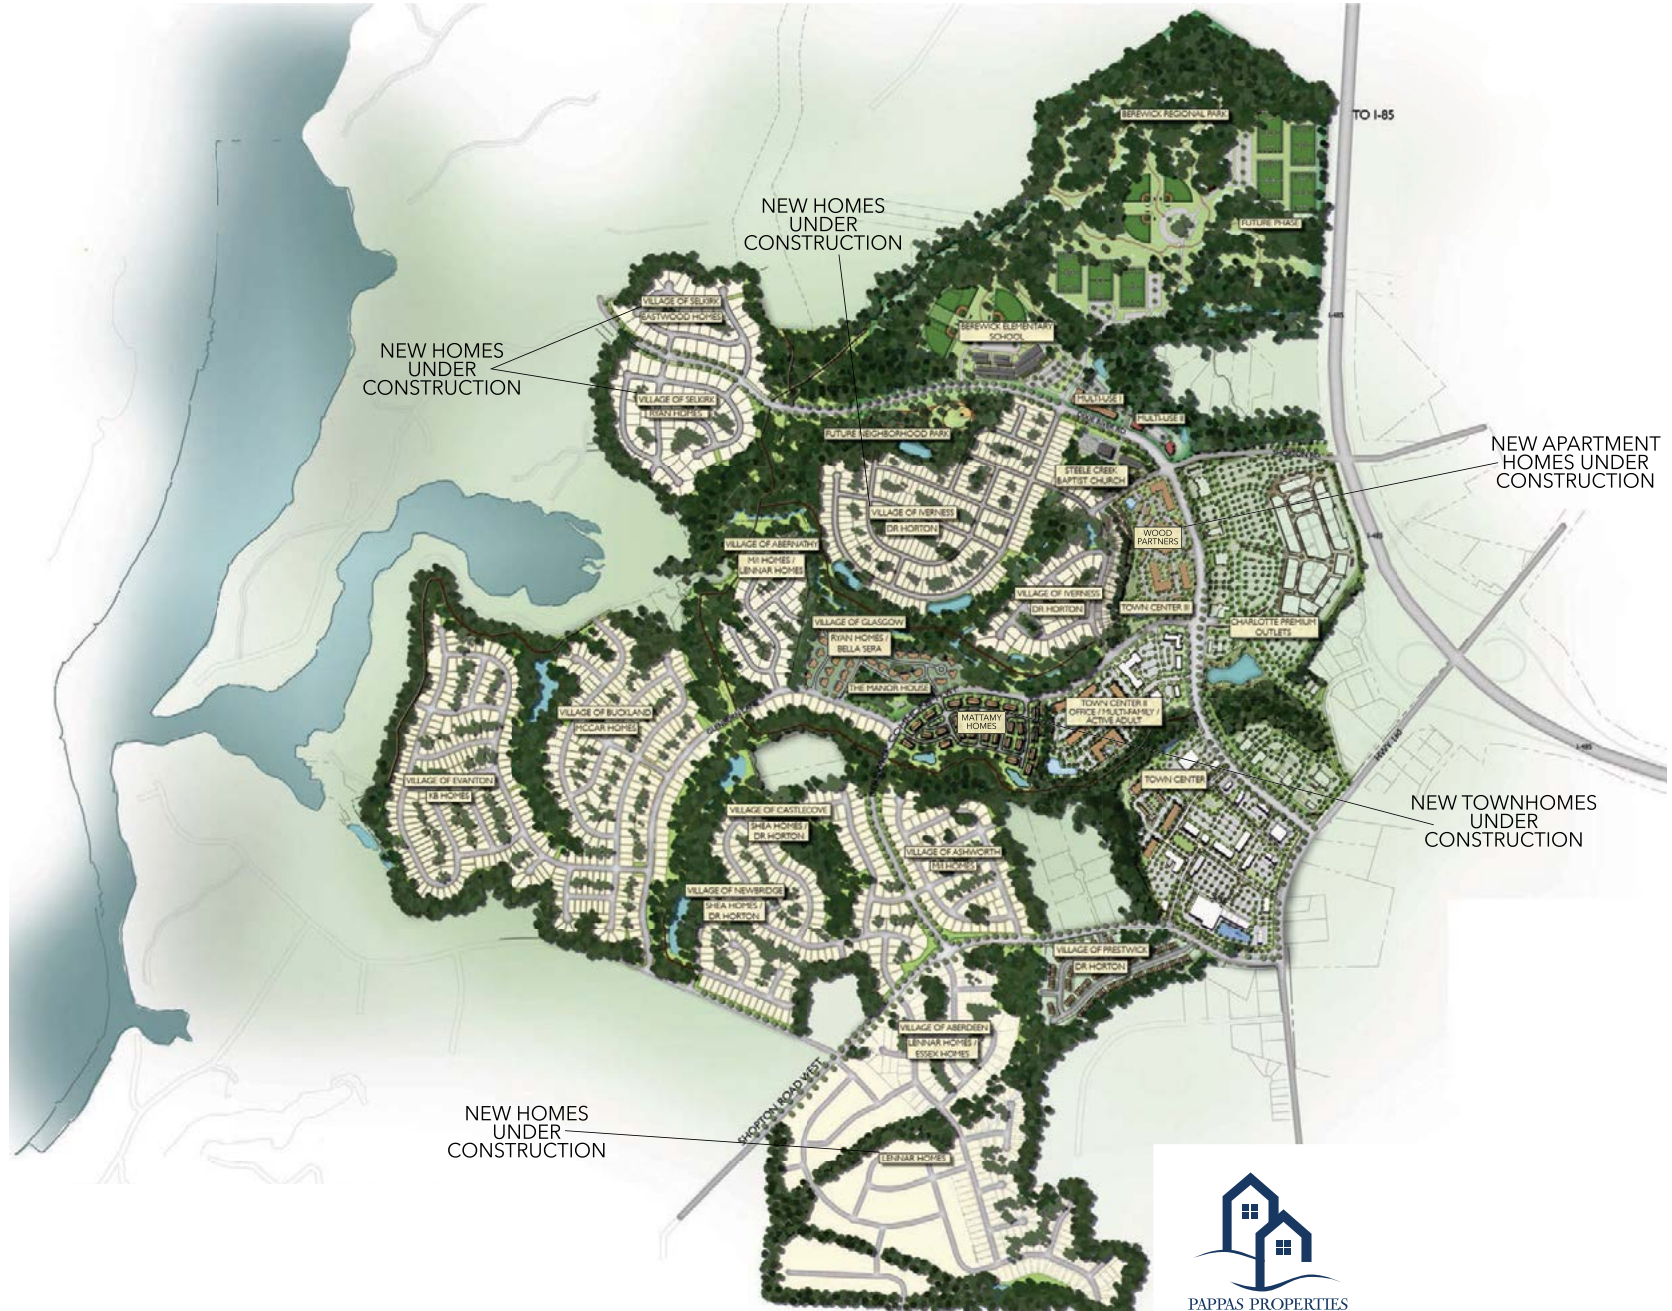 BEREWICK REGIONAL PARK
TO I-85
NEW HOMES
UNDER
CONSTRUCTION
FUTURE PHASE
VILLAGE OF SELKIRK
EASTWOOD HOMES
I-485
BEREWICK ELEMENTARY
SCHOOL
NEW HOMES
UNDER
CONSTRUCTION
VILLAGE OF SELKIRK
RYAN HOMES
MULTI-USE I
MULTI-USE II
FUTURE NEIGHBORHOOD PARK
NEW APARTMENT
HOMES UNDER
CONSTRUCTION
STEELE CREEK
BAPTIST CHURCH
VILLAGE OF IVERNESS
DR HORTON
WOOD
PARTNERS
I-485
VILLAGE OF ABERNATHY
M/I HOMES /
LENNAR HOMES
VILLAGE OF IVERNESS
DR HORTON
TOWN CENTER III
VILLAGE OF GLASGOW
RYAN HOMES /
BELLA SERA
CHARLOTTE PREMIUM
OUTLETS
THE MANOR HOUSE
VILLAGE OF BUCKLAND
MCCAR HOMES
MATTAMY
HOMES
TOWN CENTER II
OFFICE / MULTI-FAMILY /
ACTIVE ADULT
HWY 160
I-485
VILLAGE OF EVANTON
KB HOMES
TOWN CENTER
NEW TOWNHOMES
UNDER
CONSTRUCTION
VILLAGE OF CASTLECOVE
SHEA HOMES /
DR HORTON
VILLAGE OF ASHWORTH
M/I HOMES
VILLAGE OF NEWBRIDGE
SHEA HOMES /
DR HORTON
VILLAGE OF PRESTWICK
DR HORTON
VILLAGE OF ABERDEEN
LENNAR HOMES /
ESSEX HOMES
SHOPTON ROAD WEST
NEW HOMES
UNDER
CONSTRUCTION
LENNAR HOMES
PAPPAS PROPERTIES